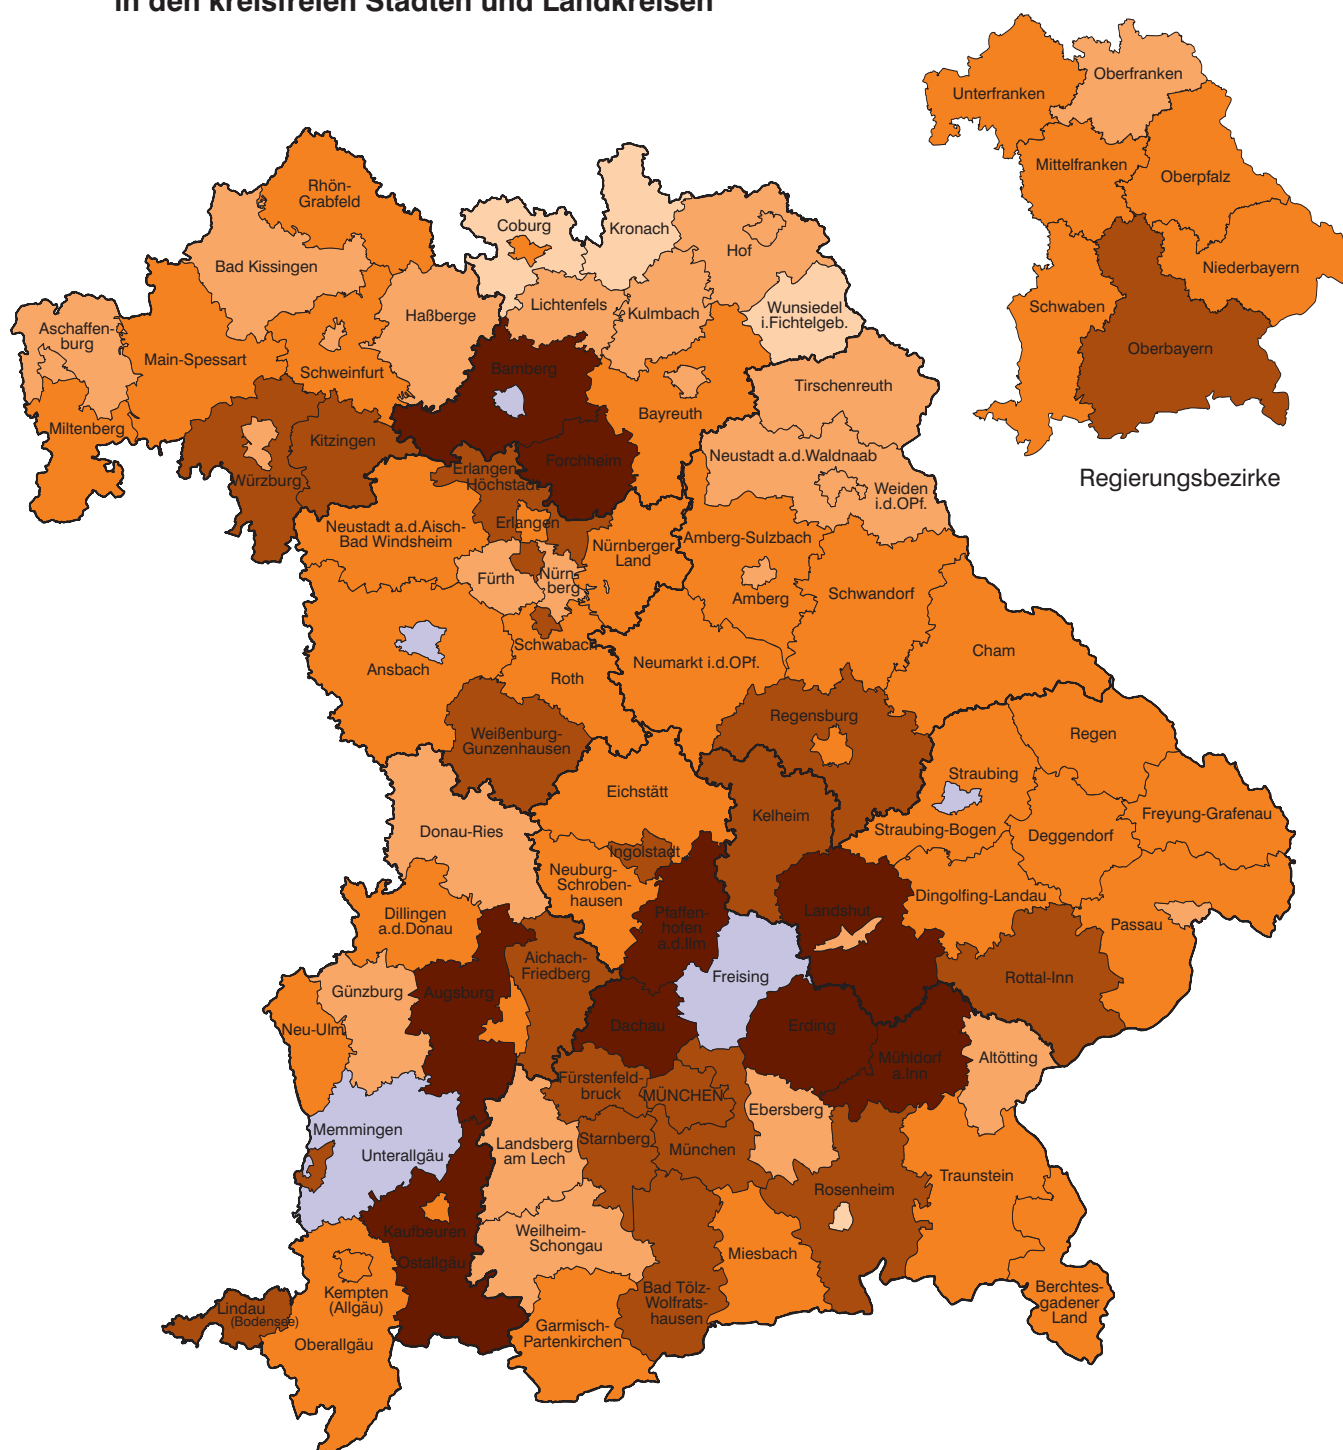 in den kreisfreien Städten und Landkreisen
Unterfranken
Oberfranken
Mittelfranken
Oberpfalz
Niederbayern
Schwaben
Oberbayern
Regierungsbezirke
Rhön-
Grabfeld
Coburg
Kronach
Hof
Bad Kissingen
Lichtenfels
Kulmbach
Wunsiedel
i.Fichtelgeb.
Haßberge
Aschaffen-
burg
Main-Spessart
Schweinfurt
Bamberg
Tirschenreuth
Bayreuth
Miltenberg
Kitzingen
Würzburg
Forchheim
Erlangen-
Höchstadt
Neustadt a.d.Waldnaab
Weiden
i.d.OPf.
Neustadt a.d.Aisch-
Bad Windsheim
Erlangen
Nürnberger
Land
Amberg-Sulzbach
Fürth
Nürn-
berg
Amberg
Schwandorf
Schwabach
Ansbach
Roth
Neumarkt i.d.OPf.
Cham
Weißenburg-
Gunzenhausen
Regensburg
Regen
Straubing
Eichstätt
Kelheim
Freyung-Grafenau
Donau-Ries
Straubing-Bogen
Deggendorf
Ingolstadt
Neuburg-
Schroben-
hausen
Dingolfing-Landau
Dillingen
a.d.Donau
Pfaffen-
hofen
a.d.Ilm
Landshut
Passau
Aichach-
Friedberg
Freising
Rottal-Inn
Günzburg
Augsburg
Neu-Ulm
Dachau
Erding
Mühldorf
a.Inn
Altötting
Fürstenfeld-
bruck
MÜNCHEN
Ebersberg
Memmingen
Unterallgäu
Landsberg
am Lech
Starnberg
München
Traunstein
Rosenheim
Kaufbeuren
Weilheim-
Schongau
Ostallgäu
Miesbach
Kempten
(Allgäu)
Bad Tölz-
Wolfrats-
hausen
Berchtes-
gadener
Land
Lindau
(Bodensee)
Oberallgäu
Garmisch-
Partenkirchen